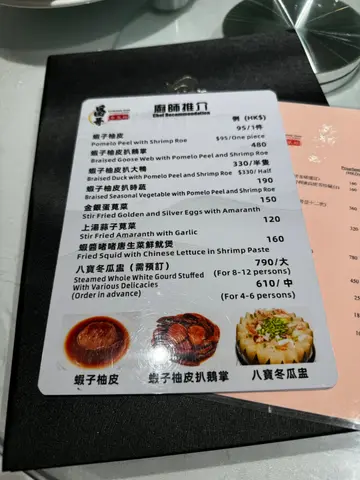 廚師推介
Chef Recommendation
例 (HK$)
蝦子柚皮 95/1件
Pomelo Peel with Shrimp Roe $95/One piece
蝦子柚皮扒鵝掌 480
Braised Goose Web with Pomelo Peel and Shrimp Roe
蝦子柚皮扒大鴨 330/半隻
Braised Duck with Pomelo Peel and Shrimp Roe $330/ Half
蝦子柚皮扒時蔬 190
Braised Seasonal Vegetable with Pomelo Peel and Shrimp Roe
金銀蛋莧菜 150
Stir Fried Golden and Silver Eggs with Amaranth
上湯蒜子莧菜 120
Stir Fried Amaranth with Garlic
蝦醬啫啫唐生菜鮮魷煲 160
Fried Squid with Chinese Lettuce in Shrimp Paste
八寶冬瓜盅（需預訂） 790/大
Steamed Whole White Gourd Stuffed (For 8-12 persons)
With Various Delicacies 610/ 中
(Order in advance) (For 4-6 persons)
蝦子柚皮
蝦子柚皮扒鵝掌
八寶冬瓜盅